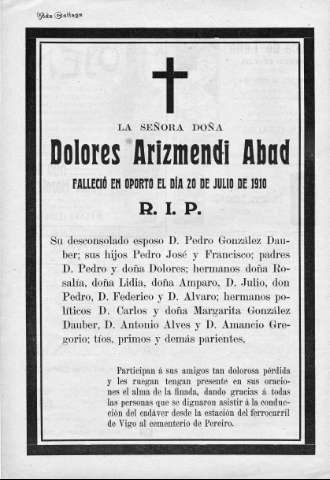 Vida Gallega
LA SEÑORA DOÑA
Dolores Arizmendi Abad
FALLECIÓ EN OPORTO EL DÍA 20 DE JULIO DE 1910
R. I. P.
Su desconsolado esposo D. Pedro González Dau-
ber; sus hijos Pedro José y Francisco; padres
D. Pedro y doña Dolores; hermanos doña Ro-
salía, doña Lidia, doña Amparo, D. Julio, don
Pedro, D. Federico y D. Alvaro; hermanos po-
líticos D. Carlos y doña Margarita González
Dauber, D. Antonio Alves y D. Amancio Gre-
gorio; tíos, primos y demás parientes,
Participan á sus amigos tan dolorosa pérdida
y les ruegan tengan presente en sus oracio-
nes el alma de la finada, dando gracias á todas
las personas que se dignaron asistir á la conduc-
ción del cadáver desde la estación del ferrocarril
de Vigo al cementerio de Pereiro.